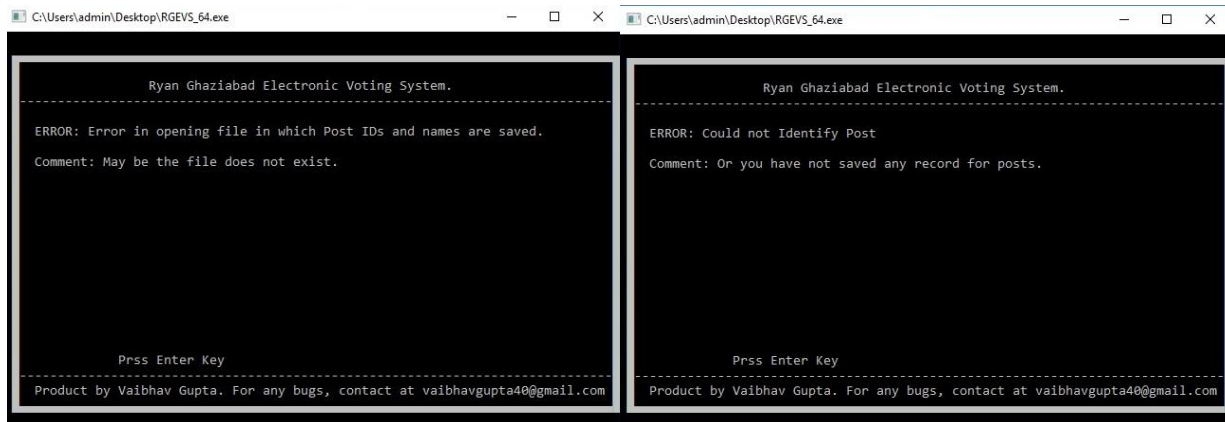 C:\Users\admin\Desktop\RGEVS_64.exe
Ryan Ghaziabad Electronic Voting System.
ERROR: Error in opening file in which Post IDs and names are saved.
Comment: May be the file does not exist.
Prss Enter Key
Product by Vaibhav Gupta. For any bugs, contact at vaibhavgupta40@gmail.com
C:\Users\admin\Desktop\RGEVS_64.exe
Ryan Ghaziabad Electronic Voting System.
ERROR: Could not Identify Post
Comment: Or you have not saved any record for posts.
Prss Enter Key
Product by Vaibhav Gupta. For any bugs, contact at vaibhavgupta40@gmail.com